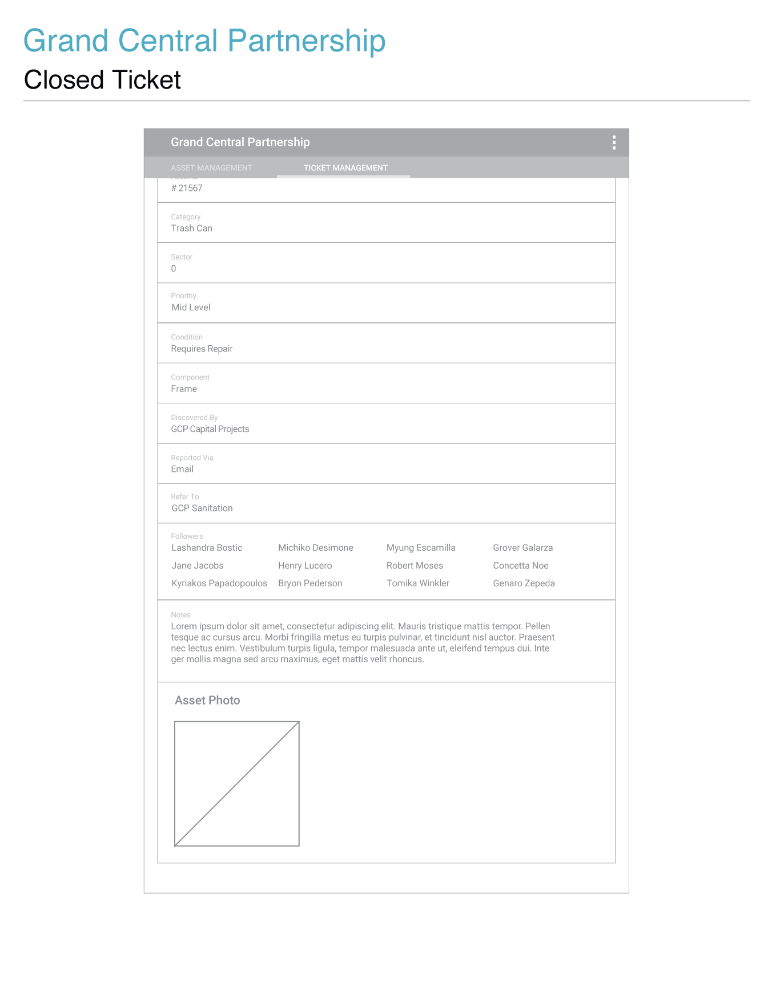 Grand Central Partnership
Closed Ticket
Grand Central Partnership
ASSET MANAGEMENT TICKET MANAGEMENT
# 21567
Category
Trash Can
Sector
0
Prioritiy
Mid Level
Condition
Requires Repair
Component
Frame
Discovered By
GCP Capital Projects
Reported Via
Email
Refer To
GCP Sanitation
Followers
Lashandra Bostic Michiko Desimone Myung Escamilla Grover Galarza
Jane Jacobs Henry Lucero Robert Moses Concetta Noe
Kyriakos Papadopoulos Bryon Pederson Tomika Winkler Genaro Zepeda
Notes
Lorem ipsum dolor sit amet, consectetur adipiscing elit. Mauris tristique mattis tempor. Pellen
tesque ac cursus arcu. Morbi fringilla metus eu turpis pulvinar, et tincidunt nisl auctor. Praesent
nec lectus enim. Vestibulum turpis ligula, tempor malesuada ante ut, eleifend tempus dui. Inte
ger mollis magna sed arcu maximus, eget mattis velit rhoncus.
Asset Photo